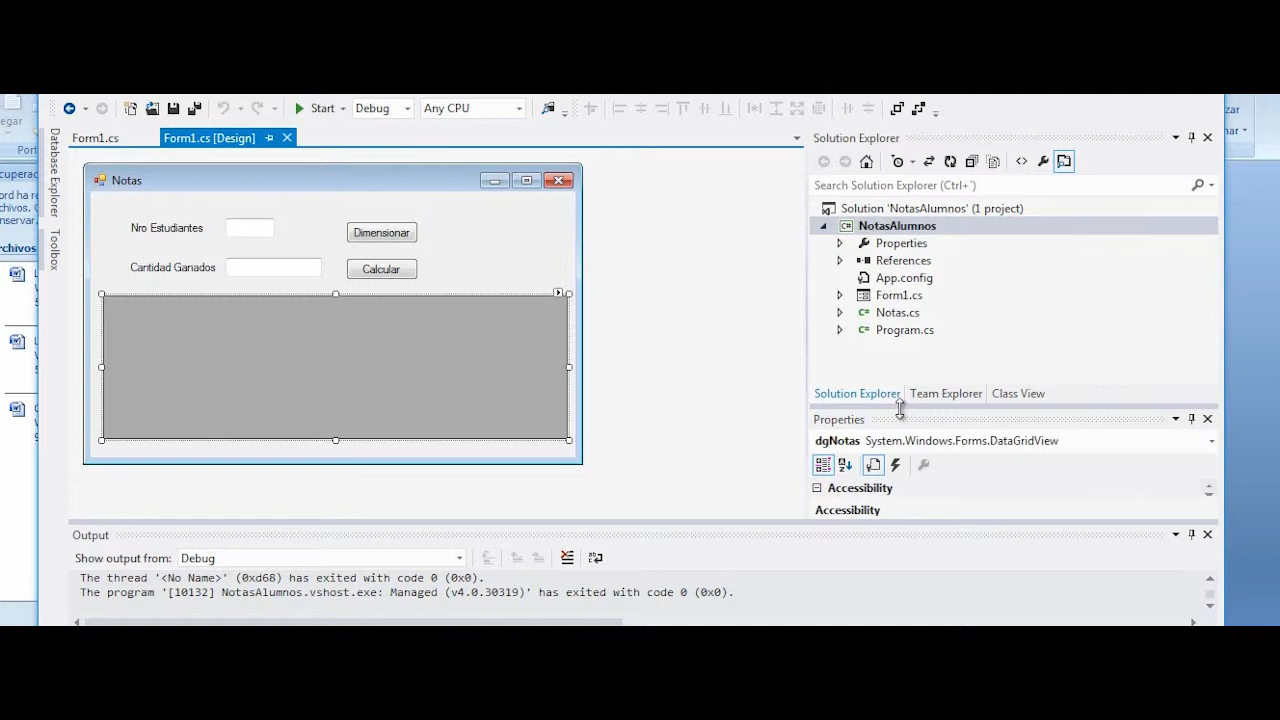 Start
Debug
Any CPU
Form1.cs
Form1.cs [Design]
Database Explorer
Toolbox
Notas
Nro Estudiantes
Dimensionar
Cantidad Ganados
Calcular
Solution Explorer
Search Solution Explorer (Ctrl+¨)
Solution 'NotasAlumnos' (1 project)
NotasAlumnos
Properties
References
App.config
Form1.cs
Notas.cs
Program.cs
Solution Explorer
Team Explorer
Class View
Properties
dgNotas System.Windows.Forms.DataGridView
Accessibility
Accessibility
Output
Show output from: Debug
The thread '<No Name>' (0xd68) has exited with code 0 (0x0).
The program '[10132] NotasAlumnos.vshost.exe: Managed (v4.0.30319)' has exited with code 0 (0x0).